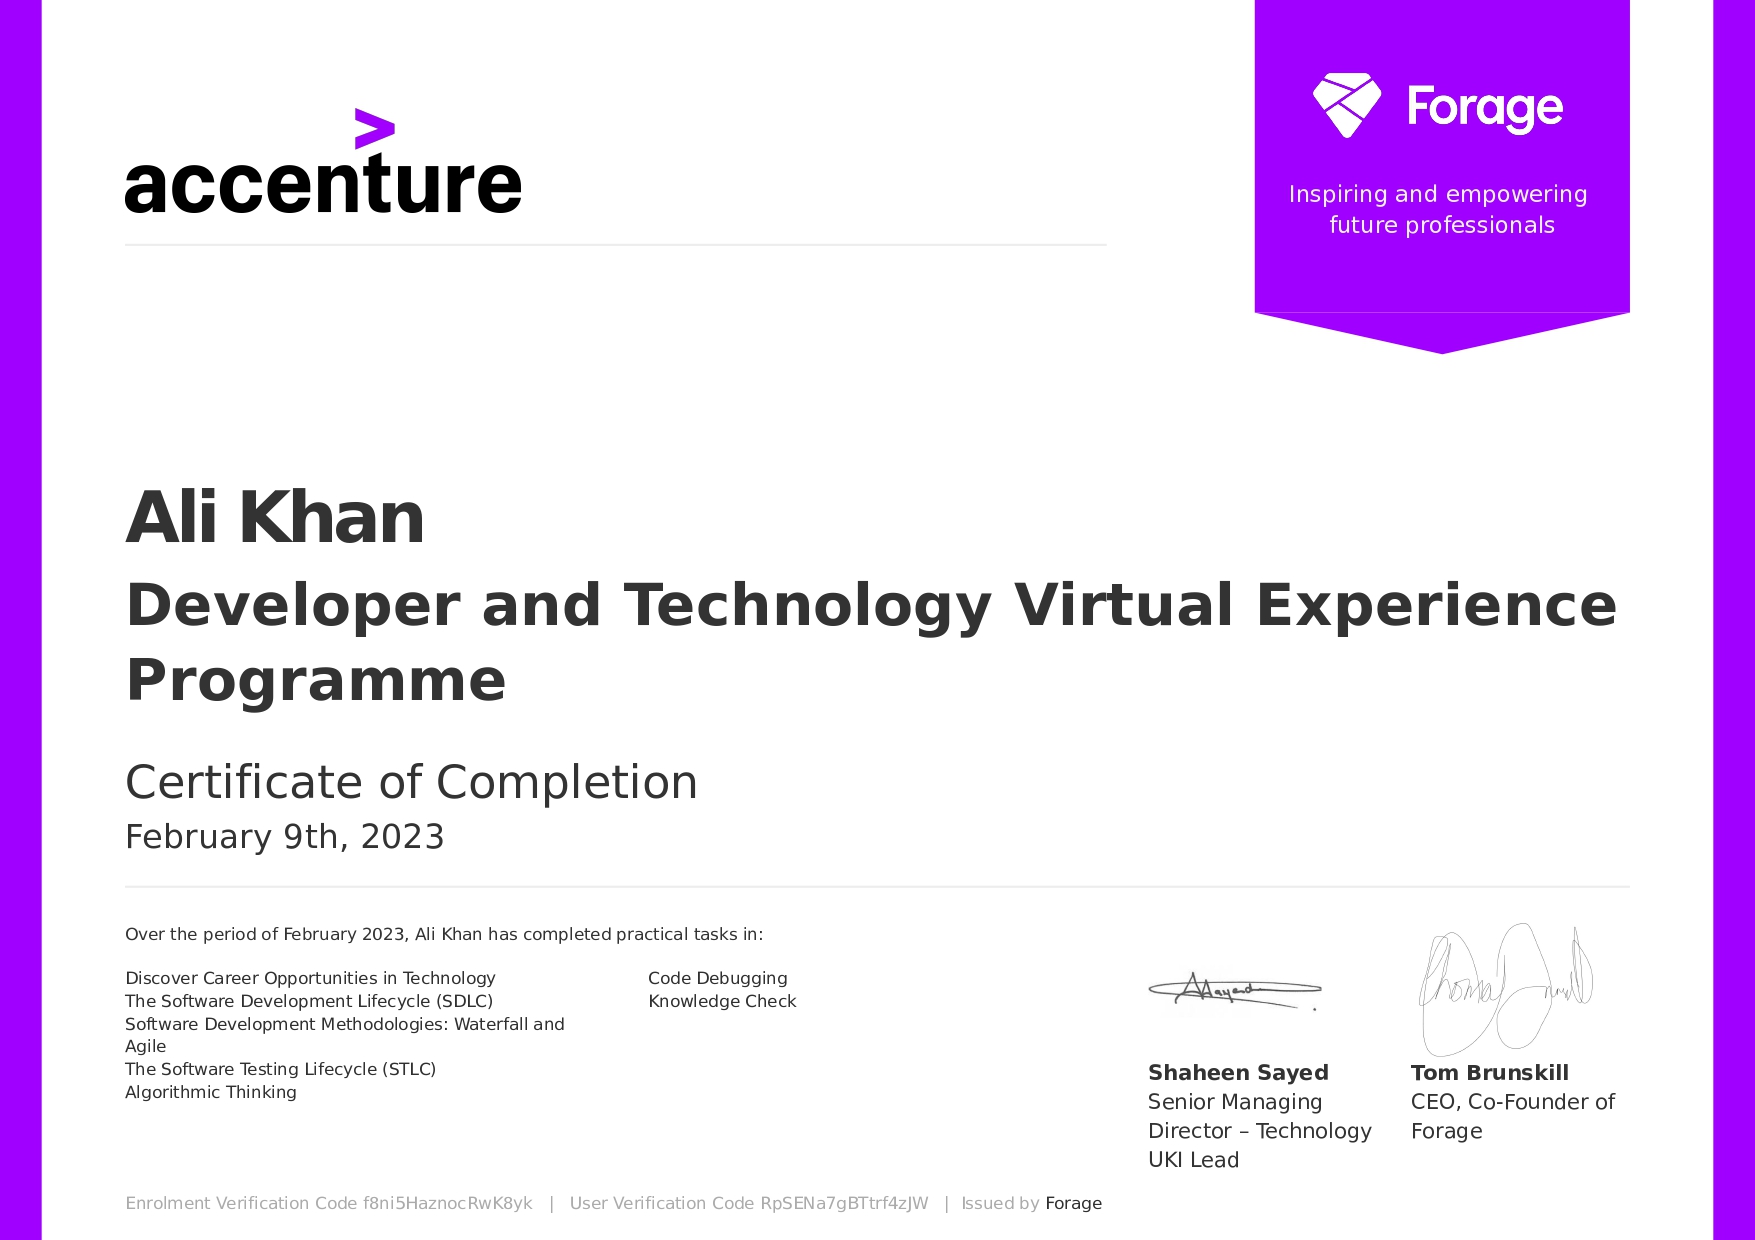 accenture
>
Forage
Inspiring and empowering
future professionals
Ali Khan
Developer and Technology Virtual Experience
Programme
Certificate of Completion
February 9th, 2023
Over the period of February 2023, Ali Khan has completed practical tasks in:
Discover Career Opportunities in Technology
The Software Development Lifecycle (SDLC)
Software Development Methodologies: Waterfall and
Agile
The Software Testing Lifecycle (STLC)
Algorithmic Thinking
Code Debugging
Knowledge Check
Shaheen Sayed
Senior Managing
Director – Technology
UKI Lead
Tom Brunskill
CEO, Co-Founder of
Forage
Enrolment Verification Code f8ni5HaznocRwK8yk | User Verification Code RpSENa7gBTtrf4zJW | Issued by Forage